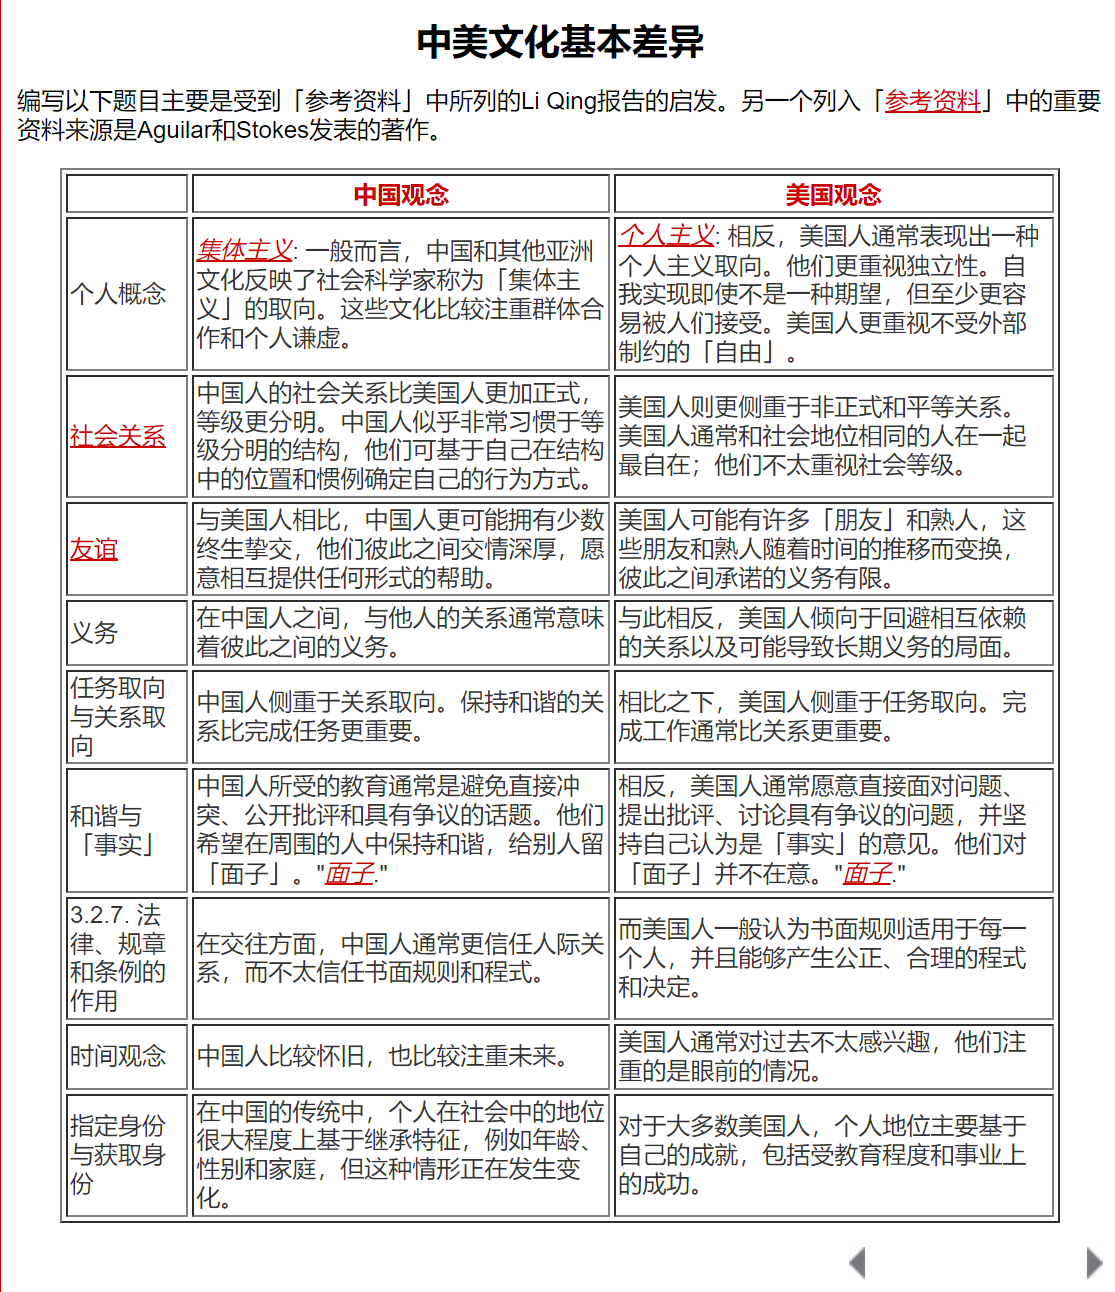 中美文化基本差异
编写以下题目主要是受到「参考资料」中所列的Li Qing报告的启发。另一个列入「参考资料」中的重要
资料来源是Aguilar和Stokes发表的著作。
中国观念
美国观念
个人概念
集体主义: 一般而言，中国和其他亚洲
文化反映了社会科学家称为「集体主
义」的取向。这些文化比较注重群体合
作和个人谦虚。
个人主义: 相反，美国人通常表现出一种
个人主义取向。他们更重视独立性。自
我实现即使不是一种期望，但至少更容
易被人们接受。美国人更重视不受外部
制约的「自由」。
社会关系
中国人的社会关系比美国人更加正式，
等级更分明。中国人似乎非常习惯于等
级分明的结构，他们可基于自己在结构
中的位置和惯例确定自己的行为方式。
美国人则更侧重于非正式和平等关系。
美国人通常和社会地位相同的人在一起
最自在；他们不太重视社会等级。
友谊
与美国人相比，中国人更可能拥有少数
终生挚交，他们彼此之间交情深厚，愿
意相互提供任何形式的帮助。
美国人可能有许多「朋友」和熟人，这
些朋友和熟人随着时间的推移而变换，
彼此之间承诺的义务有限。
义务
在中国人之间，与他人的关系通常意味
着彼此之间的义务。
与此相反，美国人倾向于回避相互依赖
的关系以及可能导致长期义务的局面。
任务取向
与关系取
向
中国人侧重于关系取向。保持和谐的关
系比完成任务更重要。
相比之下，美国人侧重于任务取向。完
成工作通常比关系更重要。
和谐与
「事实」
中国人所受的教育通常是避免直接冲
突、公开批评和具有争议的话题。他们
希望在周围的人中保持和谐，给别人留
「面子」。"面子."
相反，美国人通常愿意直接面对问题、
提出批评、讨论具有争议的问题，并坚
持自己认为是「事实」的意见。他们对
「面子」并不在意。"面子."
3.2.7. 法
律、规章
和条例的
作用
在交往方面，中国人通常更信任人际关
系，而不太信任书面规则和程式。
而美国人一般认为书面规则适用于每一
个人，并且能够产生公正、合理的程式
和决定。
时间观念
中国人比较怀旧，也比较注重未来。
美国人通常对过去不太感兴趣，他们注
重的是眼前的情况。
指定身份
与获取身
份
在中国的传统中，个人在社会中的地位
很大程度上基于继承特征，例如年龄、
性别和家庭，但这种情形正在发生变
化。
对于大多数美国人，个人地位主要基于
自己的成就，包括受教育程度和事业上
的成功。